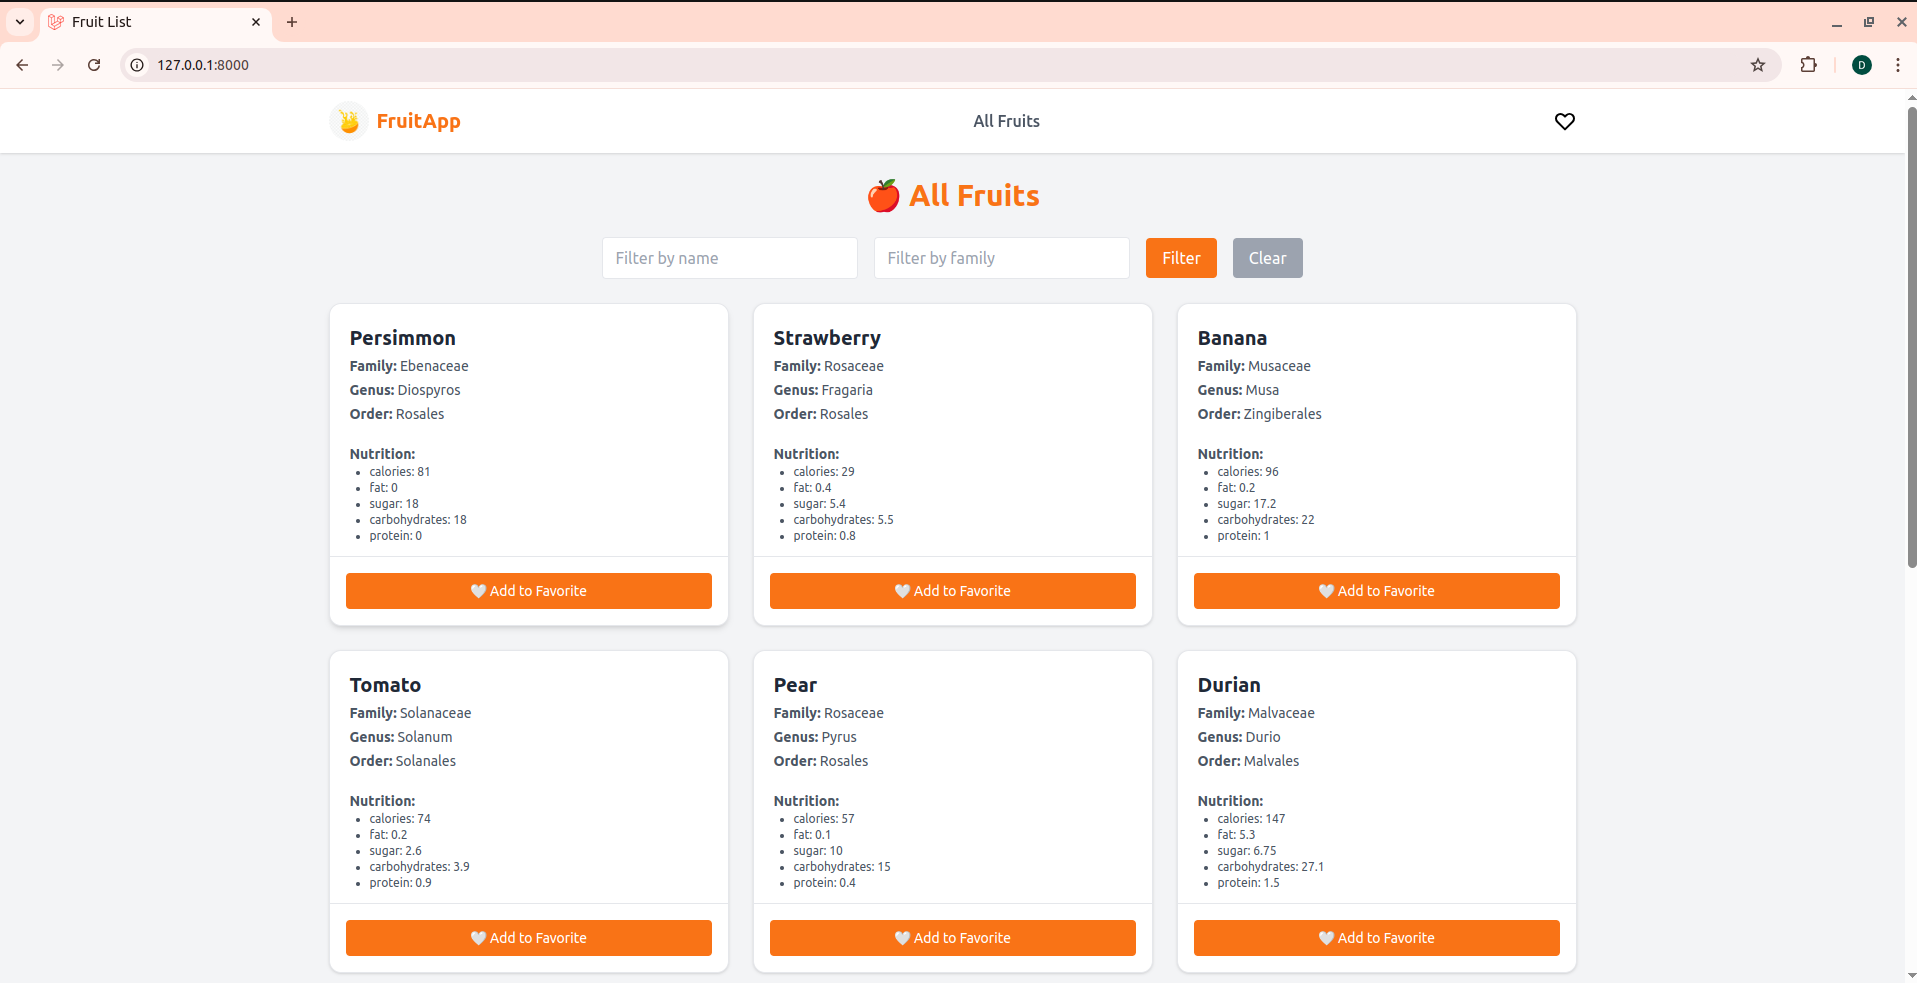 Fruit List
127.0.0.1:8000
D
FruitApp
All Fruits
All Fruits
Filter by name
Filter by family
Filter
Clear
Persimmon
Family: Ebenaceae
Genus: Diospyros
Order: Rosales
Nutrition:
calories: 81
fat: 0
sugar: 18
carbohydrates: 18
protein: 0
Add to Favorite
Strawberry
Family: Rosaceae
Genus: Fragaria
Order: Rosales
Nutrition:
calories: 29
fat: 0.4
sugar: 5.4
carbohydrates: 5.5
protein: 0.8
Add to Favorite
Banana
Family: Musaceae
Genus: Musa
Order: Zingiberales
Nutrition:
calories: 96
fat: 0.2
sugar: 17.2
carbohydrates: 22
protein: 1
Add to Favorite
Tomato
Family: Solanaceae
Genus: Solanum
Order: Solanales
Nutrition:
calories: 74
fat: 0.2
sugar: 2.6
carbohydrates: 3.9
protein: 0.9
Add to Favorite
Pear
Family: Rosaceae
Genus: Pyrus
Order: Rosales
Nutrition:
calories: 57
fat: 0.1
sugar: 10
carbohydrates: 15
protein: 0.4
Add to Favorite
Durian
Family: Malvaceae
Genus: Durio
Order: Malvales
Nutrition:
calories: 147
fat: 5.3
sugar: 6.75
carbohydrates: 27.1
protein: 1.5
Add to Favorite